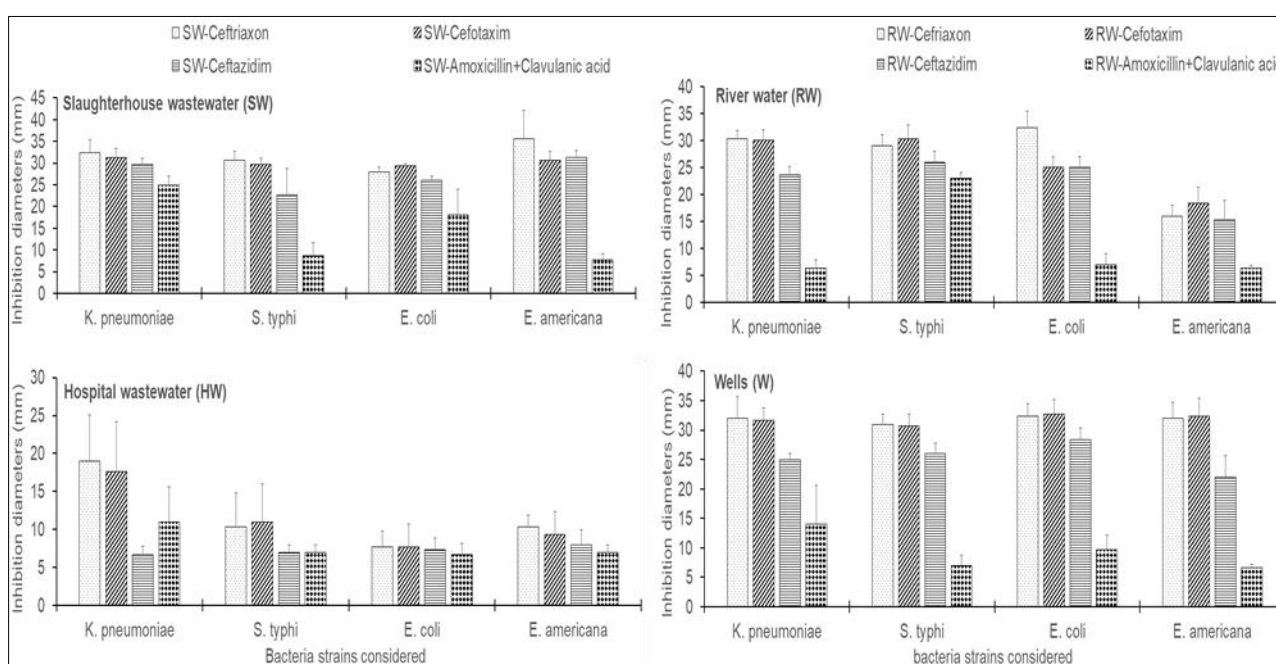 SW-Ceftriaxon
SW-Cefotaxim
SW-Ceftazidim
SW-Amoxicillin+Clavulanic acid
Slaughterhouse wastewater (SW)
Inhibition diameters (mm)
45
40
35
30
25
20
15
10
5
0
K. pneumoniae
S. typhi
E. coli
E. americana
RW-Cefriaxon
RW-Cefotaxim
RW-Ceftazidim
RW-Amoxicillin+Clavulanic acid
River water (RW)
Inhibition diameters (mm)
40
35
30
25
20
15
10
5
0
K. pneumoniae
S. typhi
E. coli
E. americana
Hospital wastewater (HW)
Inhibition diameters (mm)
30
25
20
15
10
5
0
K. pneumoniae
S. typhi
E. coli
E. americana
Bacteria strains considered
Wells (W)
Inhibition diameters (mm)
40
35
30
25
20
15
10
5
0
K. pneumoniae
S. typhi
E. coli
E. americana
bacteria strains considered